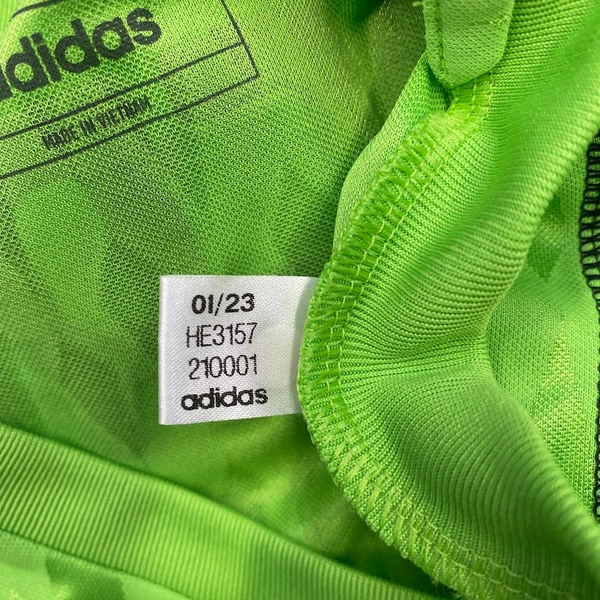 adidas
MADE IN VIETNAM
01/23
HE3157
210001
adidas